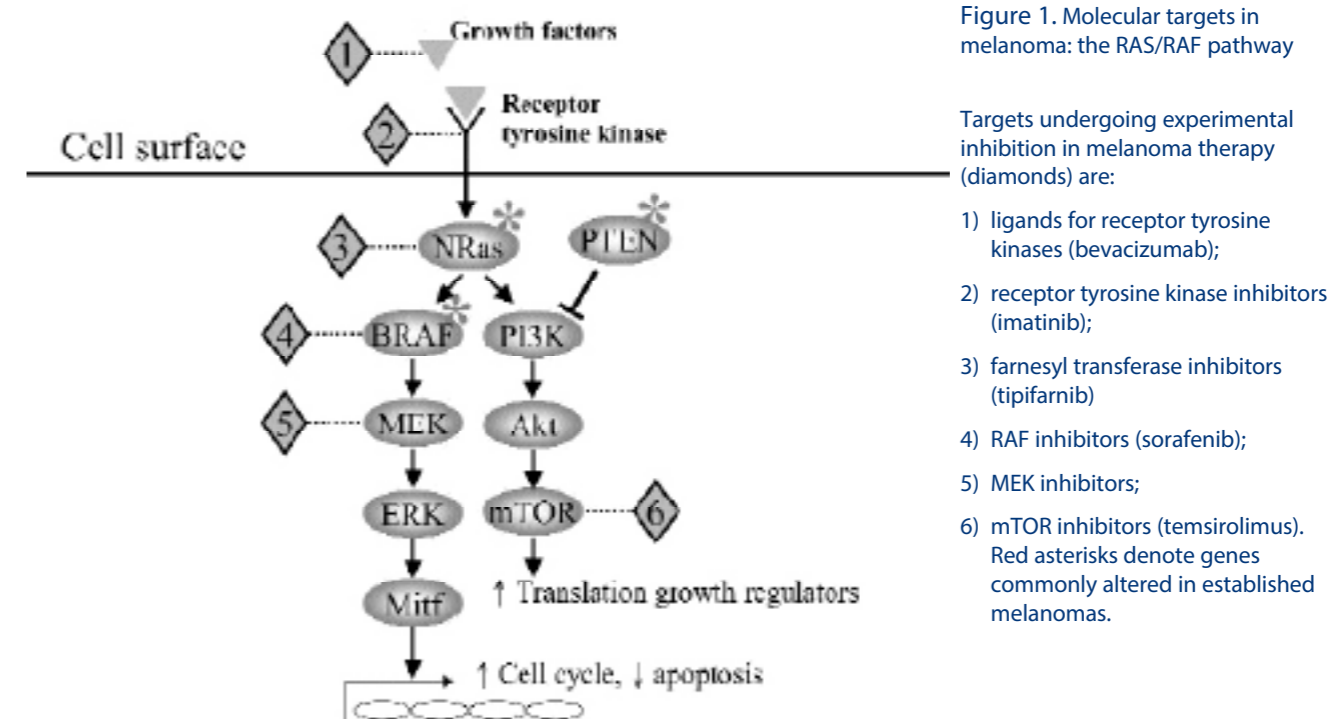 1
Growth factors
Receptor
tyrosine kinase
2
Cell surface
3
NRas
PTEN
4
BRAF
PI3K
5
MEK
Akt
ERK
mTOR
6
Mitf
↑ Translation growth regulators
↑ Cell cycle, ↓ apoptosis
Figure 1. Molecular targets in
melanoma: the RAS/RAF pathway
Targets undergoing experimental
inhibition in melanoma therapy
(diamonds) are:
1) ligands for receptor tyrosine
kinases (bevacizumab);
2) receptor tyrosine kinase inhibitors
(imatinib);
3) farnesyl transferase inhibitors
(tipifarnib)
4) RAF inhibitors (sorafenib);
5) MEK inhibitors;
6) mTOR inhibitors (temsirolimus).
Red asterisks denote genes
commonly altered in established
melanomas.